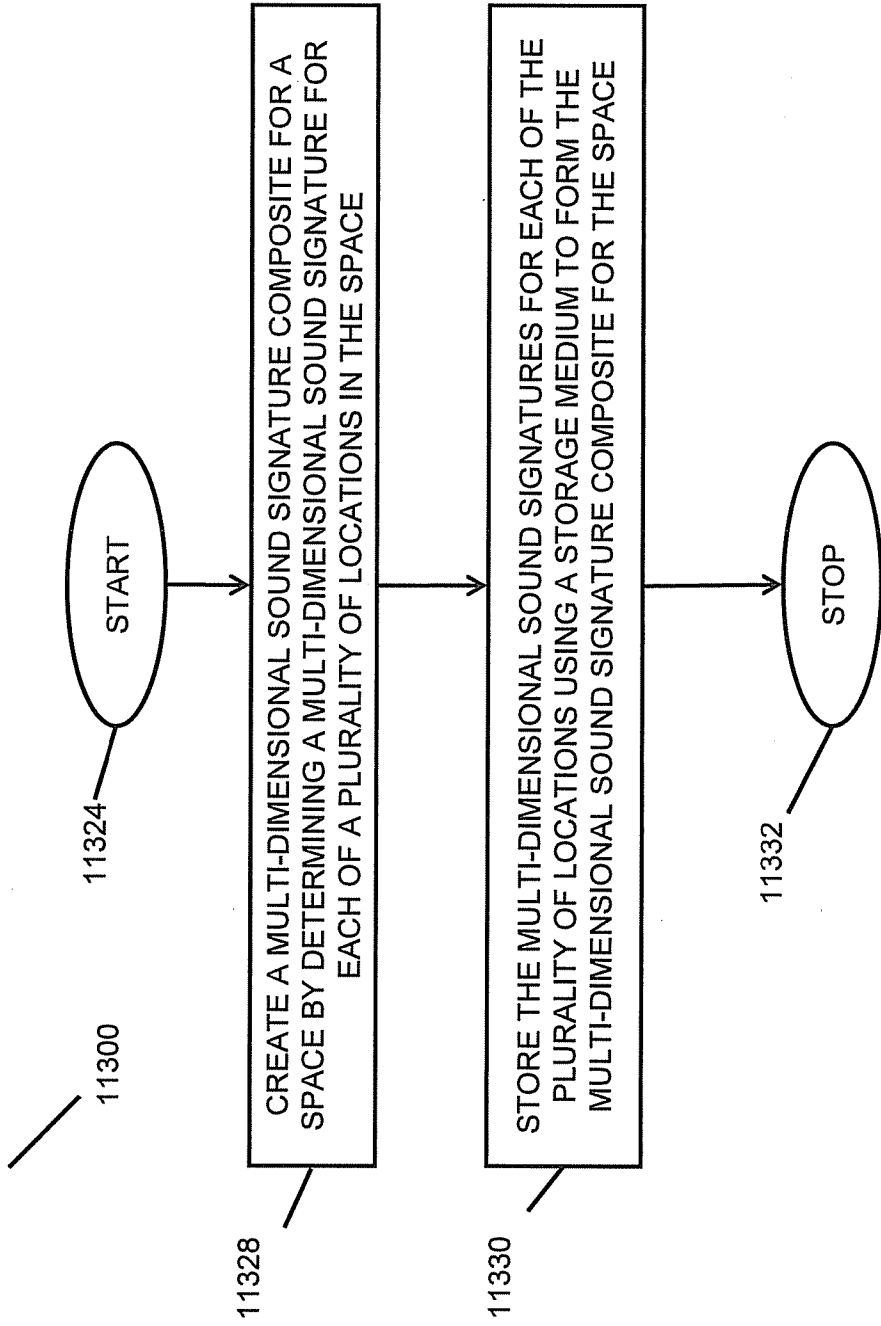 11300
11324
START
11328
CREATE A MULTI-DIMENSIONAL SOUND SIGNATURE COMPOSITE FOR A
SPACE BY DETERMINING A MULTI-DIMENSIONAL SOUND SIGNATURE FOR
EACH OF A PLURALITY OF LOCATIONS IN THE SPACE
11330
STORE THE MULTI-DIMENSIONAL SOUND SIGNATURES FOR EACH OF THE
PLURALITY OF LOCATIONS USING A STORAGE MEDIUM TO FORM THE
MULTI-DIMENSIONAL SOUND SIGNATURE COMPOSITE FOR THE SPACE
11332
STOP